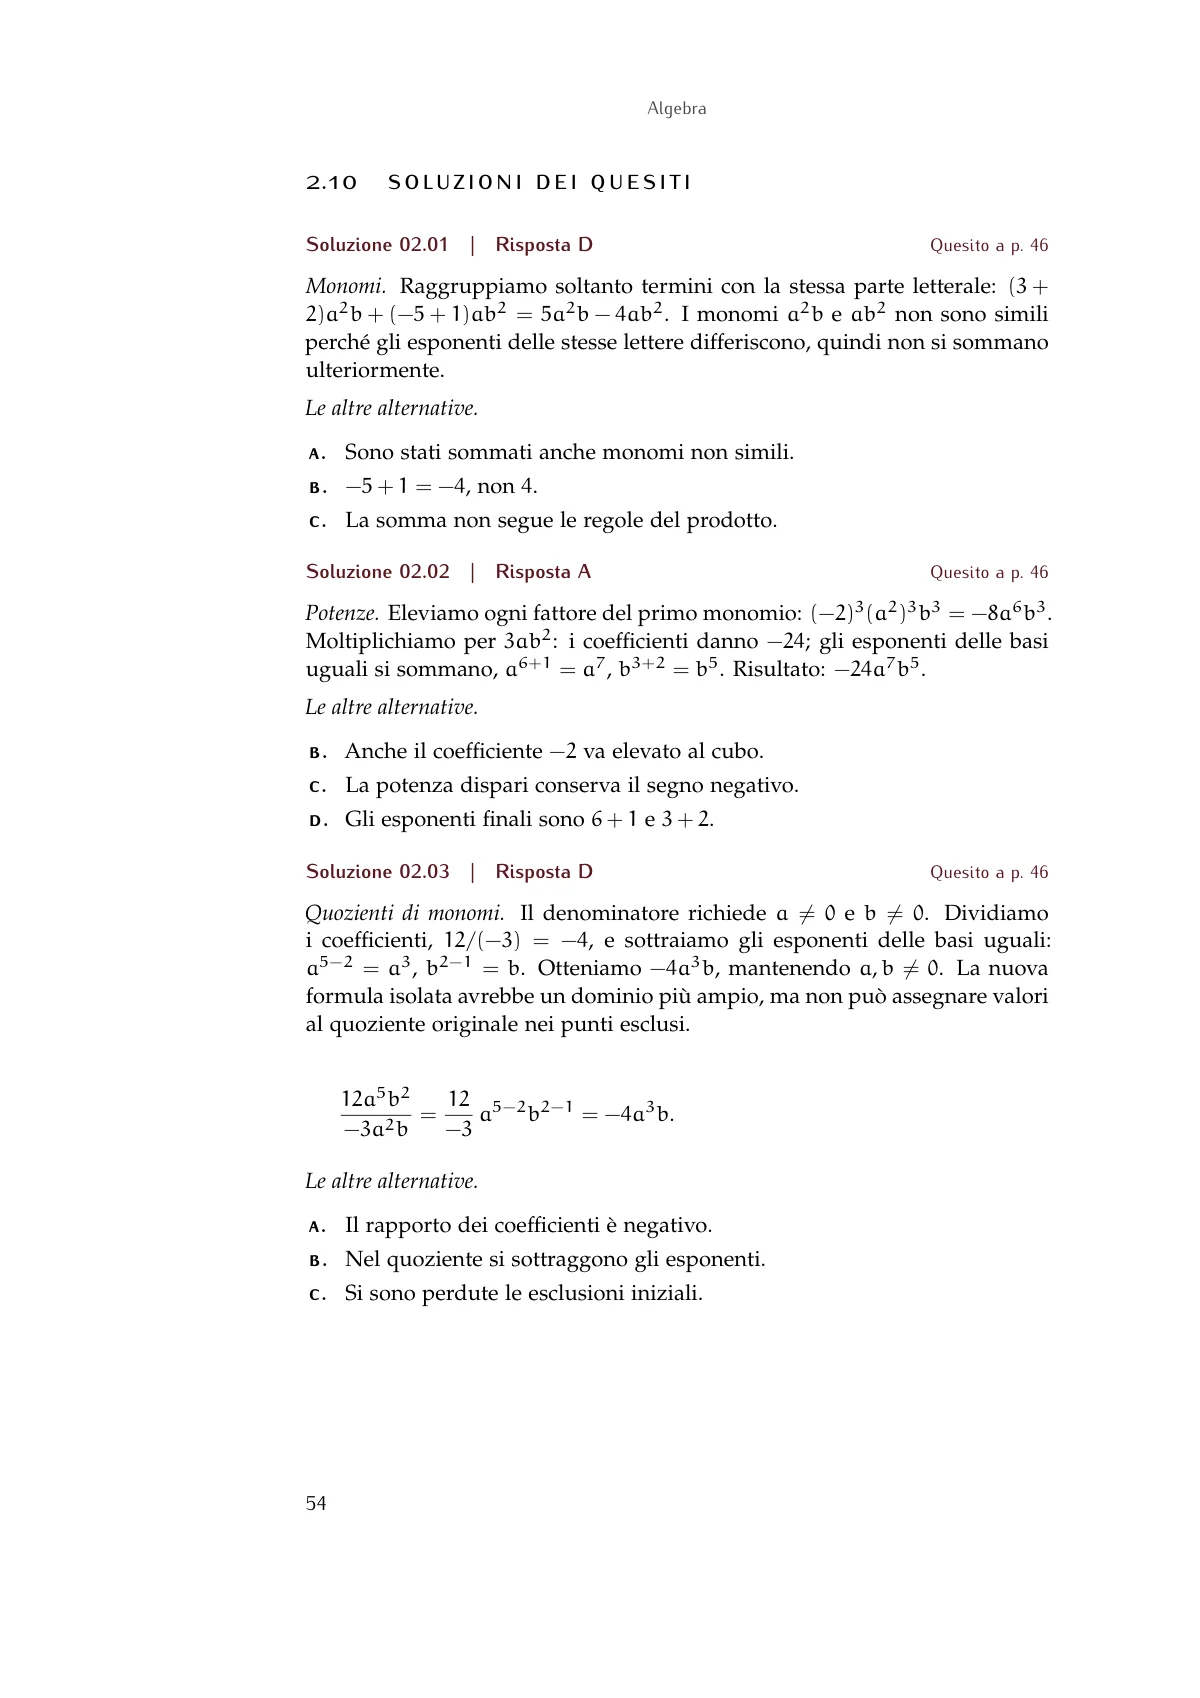 Algebra
2.10 SOLUZIONI DEI QUESITI
Soluzione 02.01 | Risposta D Quesito a p. 46
Monomi. Raggruppiamo soltanto termini con la stessa parte letterale: (3 +
2)a²b + (−5 + 1)ab² = 5a²b − 4ab². I monomi a²b e ab² non sono simili
perché gli esponenti delle stesse lettere differiscono, quindi non si sommano
ulteriormente.
Le altre alternative.
A. Sono stati sommati anche monomi non simili.
B. −5 + 1 = −4, non 4.
C. La somma non segue le regole del prodotto.
Soluzione 02.02 | Risposta A Quesito a p. 46
Potenze. Eleviamo ogni fattore del primo monomio: (−2)³(a²)³b³ = −8a⁶b³.
Moltiplichiamo per 3ab²: i coefficienti danno −24; gli esponenti delle basi
uguali si sommano, a⁶⁺¹ = a⁷, b³⁺² = b⁵. Risultato: −24a⁷b⁵.
Le altre alternative.
B. Anche il coefficiente −2 va elevato al cubo.
C. La potenza dispari conserva il segno negativo.
D. Gli esponenti finali sono 6 + 1 e 3 + 2.
Soluzione 02.03 | Risposta D Quesito a p. 46
Quozienti di monomi. Il denominatore richiede a ≠ 0 e b ≠ 0. Dividiamo
i coefficienti, 12/(−3) = −4, e sottraiamo gli esponenti delle basi uguali:
a⁵⁻² = a³, b²⁻¹ = b. Otteniamo −4a³b, mantenendo a, b ≠ 0. La nuova
formula isolata avrebbe un dominio più ampio, ma non può assegnare valori
al quoziente originale nei punti esclusi.
12a⁵b² / −3a²b = 12 / −3 a⁵⁻²b²⁻¹ = −4a³b.
Le altre alternative.
A. Il rapporto dei coefficienti è negativo.
B. Nel quoziente si sottraggono gli esponenti.
C. Si sono perdute le esclusioni iniziali.
54